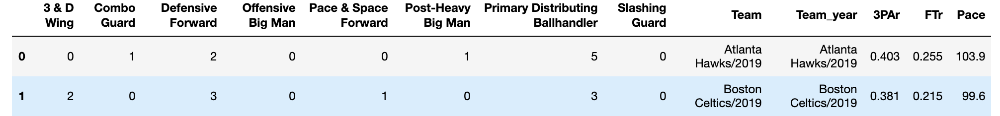 3 & D Wing Combo Guard Defensive Forward Offensive Big Man Pace & Space Forward Post-Heavy Big Man Primary Distributing Ballhandler Slashing Guard Team Team_year 3PAr FTr Pace
0 0 1 2 0 0 1 5 0 Atlanta Hawks/2019 Atlanta Hawks/2019 0.403 0.255 103.9
1 2 0 3 0 1 0 3 0 Boston Celtics/2019 Boston Celtics/2019 0.381 0.215 99.6